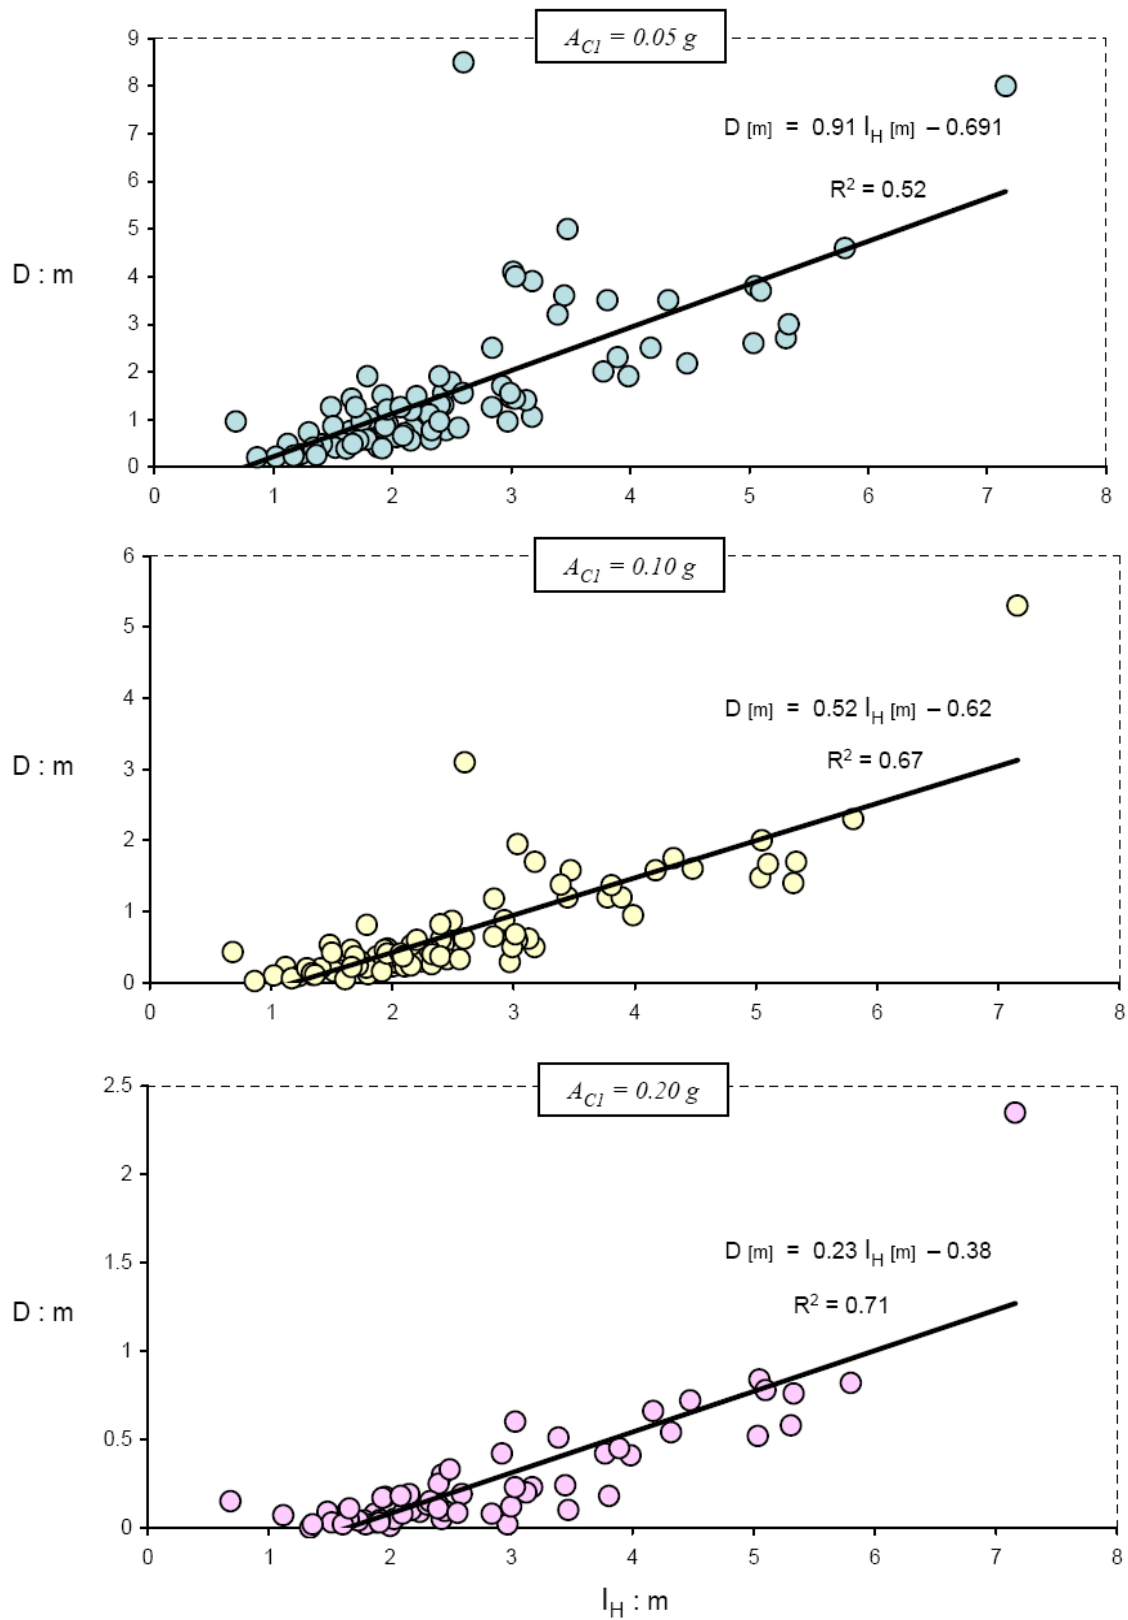 A_C1 = 0.05 g
9
8
7
6
5
4
3
2
1
0
D : m
D [m] = 0.91 I_H [m] – 0.691
R² = 0.52
0 1 2 3 4 5 6 7 8
A_C1 = 0.10 g
6
5
4
3
2
1
0
D : m
D [m] = 0.52 I_H [m] – 0.62
R² = 0.67
0 1 2 3 4 5 6 7 8
A_C1 = 0.20 g
2.5
2
1.5
1
0.5
0
D : m
D [m] = 0.23 I_H [m] – 0.38
R² = 0.71
0 1 2 3 4 5 6 7 8
I_H : m